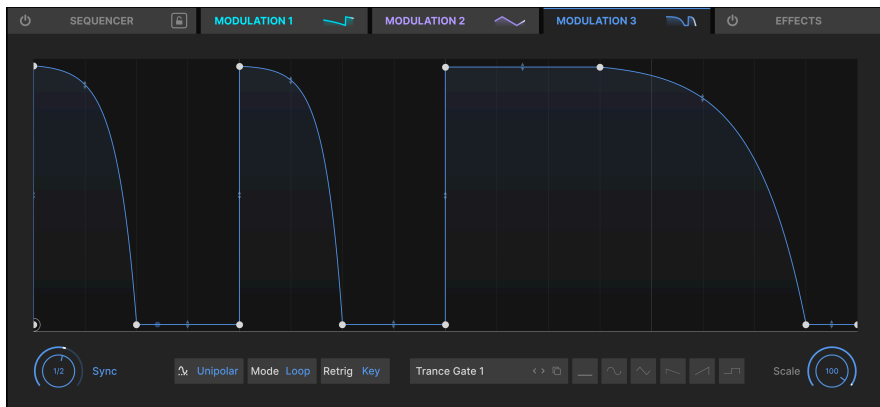 SEQUENCER MODULATION 1 MODULATION 2 MODULATION 3 EFFECTS
1/2 Sync Unipolar Mode Loop Retrig Key Trance Gate 1 Scale 100